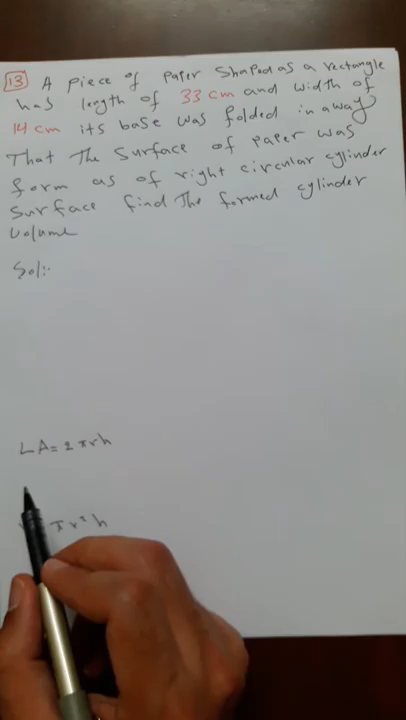 13 A piece of Paper Shaped as a rectangle
has length of 33 cm and width of
14 cm its base was folded in away
That The Surface of paper was
form as of right circular cylinder
Surface find The formed cylinder
volume
Sol:-
LA = 2πrh
πr²h